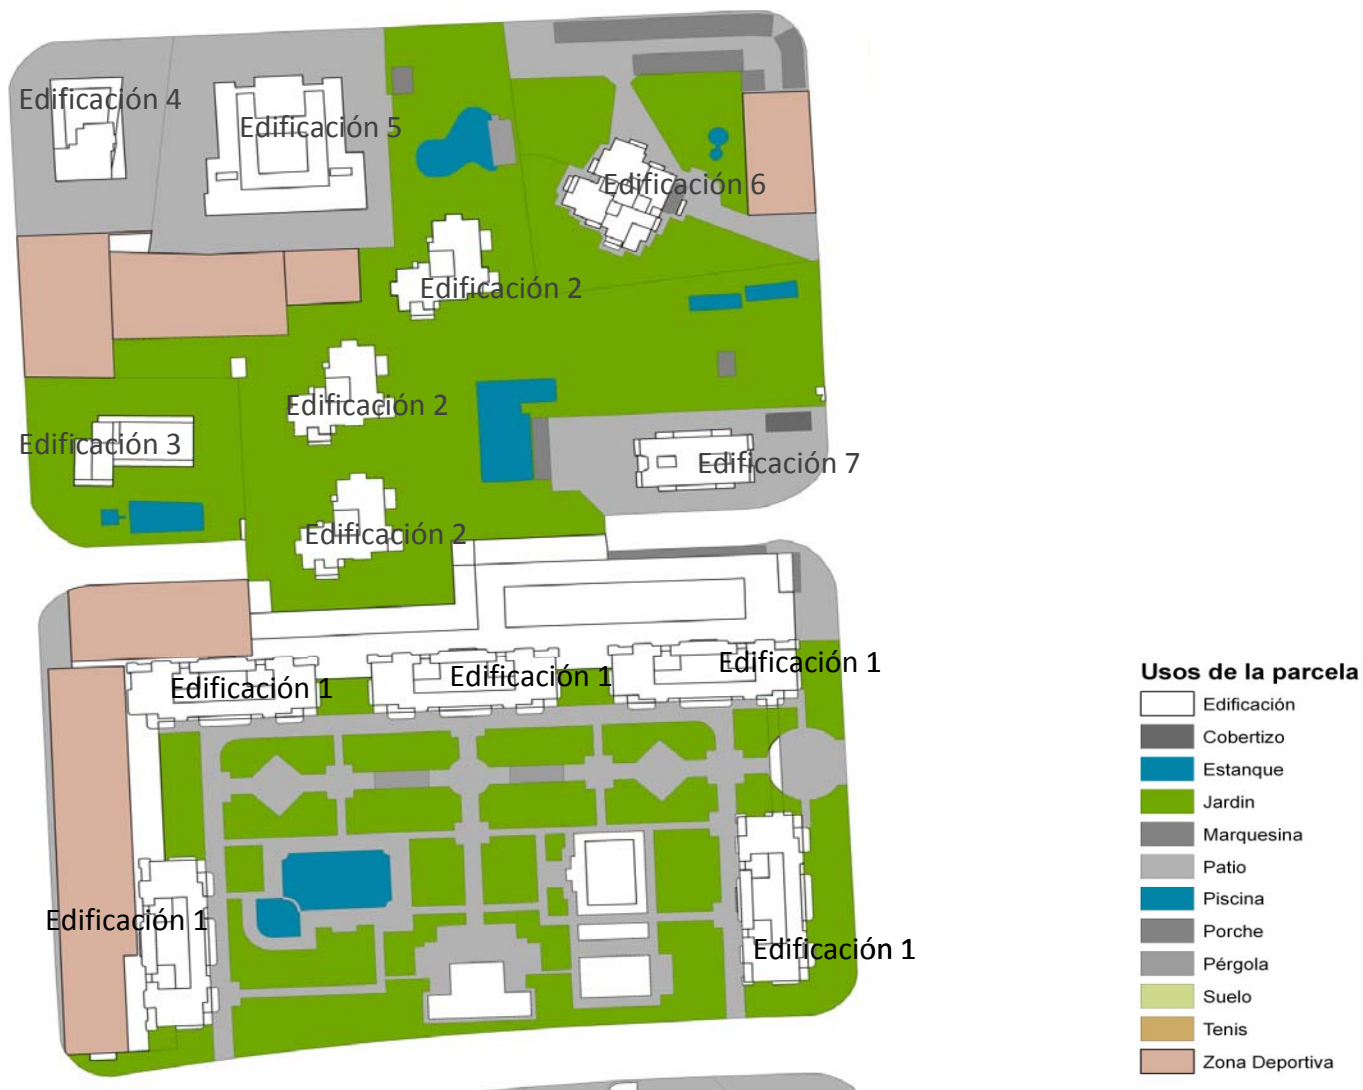 Edificación 4
Edificación 5
Edificación 6
Edificación 2
Edificación 2
Edificación 3
Edificación 7
Edificación 2
Edificación 1
Edificación 1
Edificación 1
Edificación 1
Edificación 1
Usos de la parcela
Edificación
Cobertizo
Estanque
Jardin
Marquesina
Patio
Piscina
Porche
Pérgola
Suelo
Tenis
Zona Deportiva